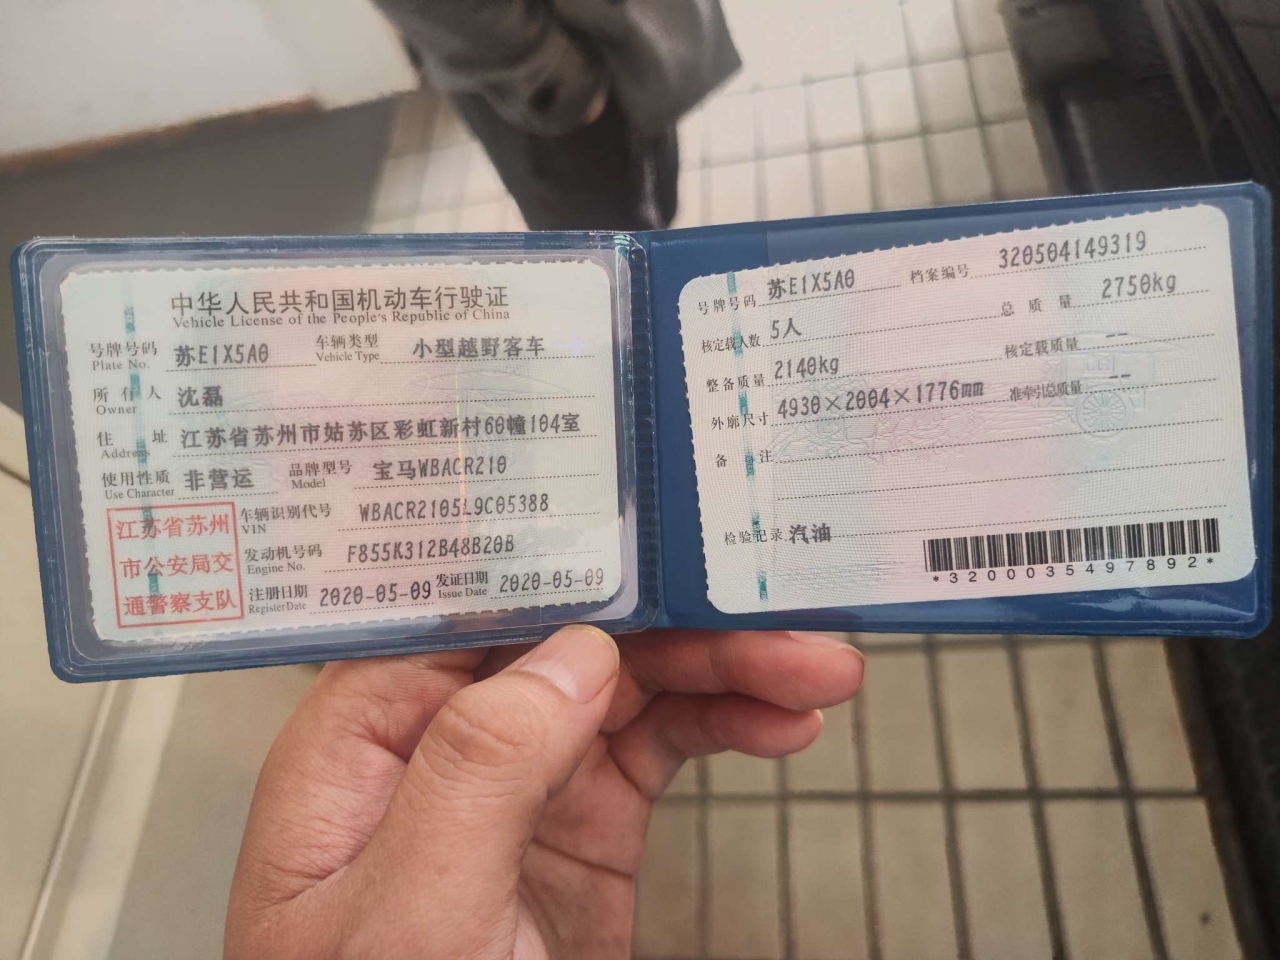 中华人民共和国机动车行驶证
Vehicle License of the People's Republic of China
号牌号码 苏E1X5A0 车辆类型 小型越野客车
Plate No. Vehicle Type
所有人 沈磊
Owner
住址 江苏省苏州市姑苏区彩虹新村60幢104室
Address
使用性质 非营运 品牌型号 宝马WBACR210
Use Character Model
车辆识别代号 WBACR2105L9C05388
VIN
发动机号码 F855K312B48B20B
Engine No.
注册日期 2020-05-09 发证日期 2020-05-09
Register Date Issue Date
江苏省苏州
市公安局交
通警察支队
号牌号码 苏E1X5A0 档案编号 320504149319
核定载人数 5人 总质量 2750kg
整备质量 2140kg 核定载质量 --
外廓尺寸 4930×2004×1776mm 准牵引总质量 --
备注
检验记录 汽油
*3200035497892*